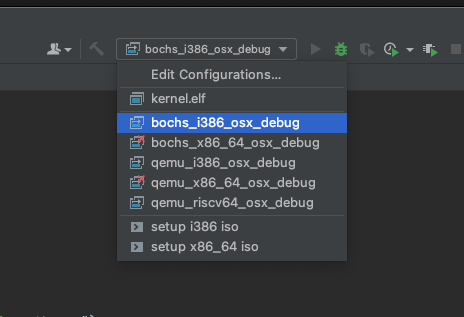 bochs_i386_osx_debug
Edit Configurations...
kernel.elf
bochs_i386_osx_debug
bochs_x86_64_osx_debug
qemu_i386_osx_debug
qemu_x86_64_osx_debug
qemu_riscv64_osx_debug
setup i386 iso
setup x86_64 iso